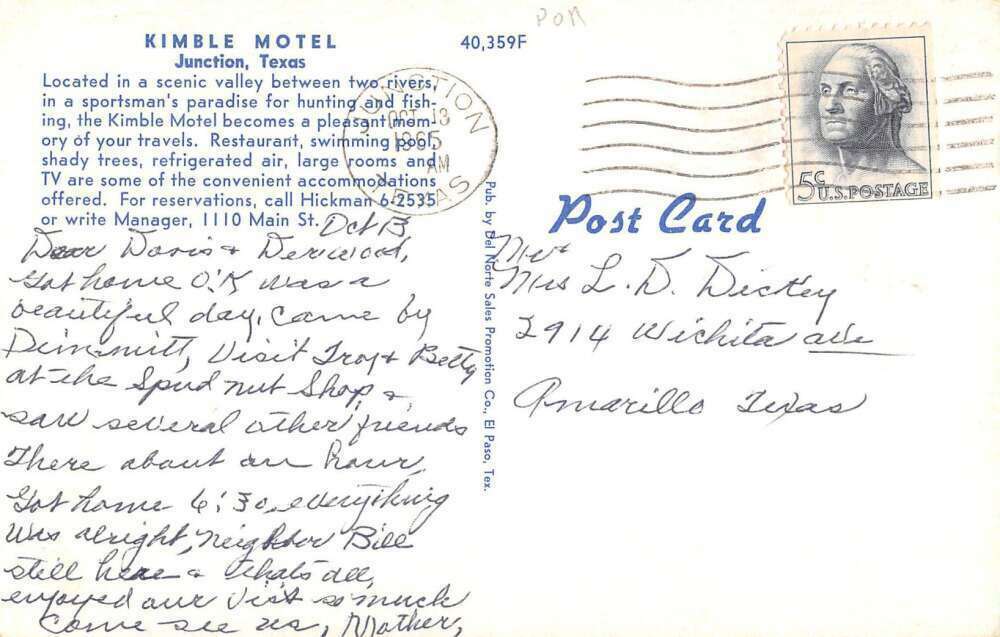 POR
KIMBLE MOTEL
Junction, Texas
Located in a scenic valley between two rivers,
in a sportsman's paradise for hunting and fish-
ing, the Kimble Motel becomes a pleasant mem-
ory of your travels. Restaurant, swimming pool,
shady trees, refrigerated air, large rooms and
TV are some of the convenient accommodations
offered. For reservations, call Hickman 6-2535
or write Manager, 1110 Main St.
40,359F
JUNCTION
OCT 13
1965
AM
TEXAS
5c U.S. POSTAGE
Post Card
Pub. by Del Norte Sales Promotion Co., El Paso, Tex.
Oct 13
Dear Doris & Derwood,
Got home O'K was a
beautiful day, came by
Dimmitt, Visit Troy & Betty
at the Spud nut Shop &
saw several other friends
There about an hour,
Got home 6:30, everything
was alright, neighbor Bill
still here & thats all,
enjoyed our visit so much
Come see us, Mother,
Mr &
Mrs L. D. Dickey
2914 Wichita ave
Amarillo Texas